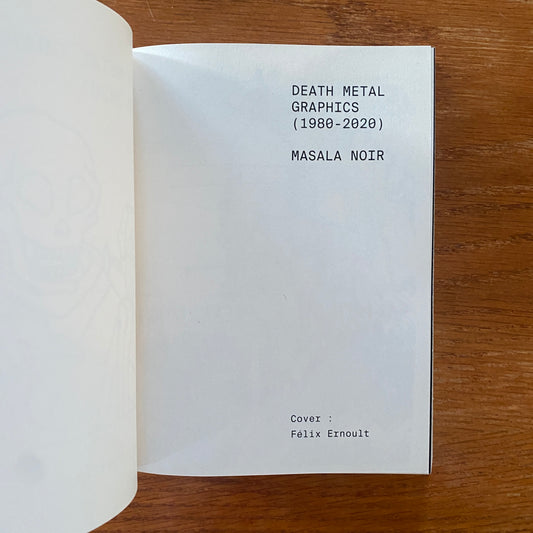 DEATH METAL
GRAPHICS
(1980-2020)
MASALA NOIR
Cover :
Félix Ernoult